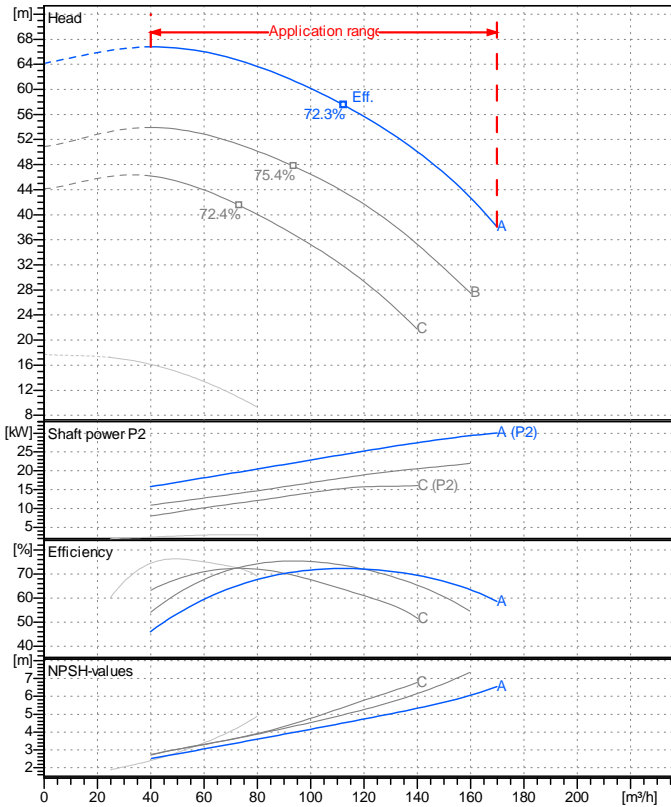 [m]
Head
Application range
64
60
56
52
48
44
40
36
32
28
24
20
16
12
8
Eff.
72.3%
75.4%
72.4%
A
B
C
[kW]
Shaft power P2
25
20
15
10
5
A (P2)
C (P2)
[%]
Efficiency
70
60
50
40
A
C
[m]
NPSH-values
7
6
5
4
3
2
C
A
0 20 40 60 80 100 120 140 160 180 200 [m³/h]